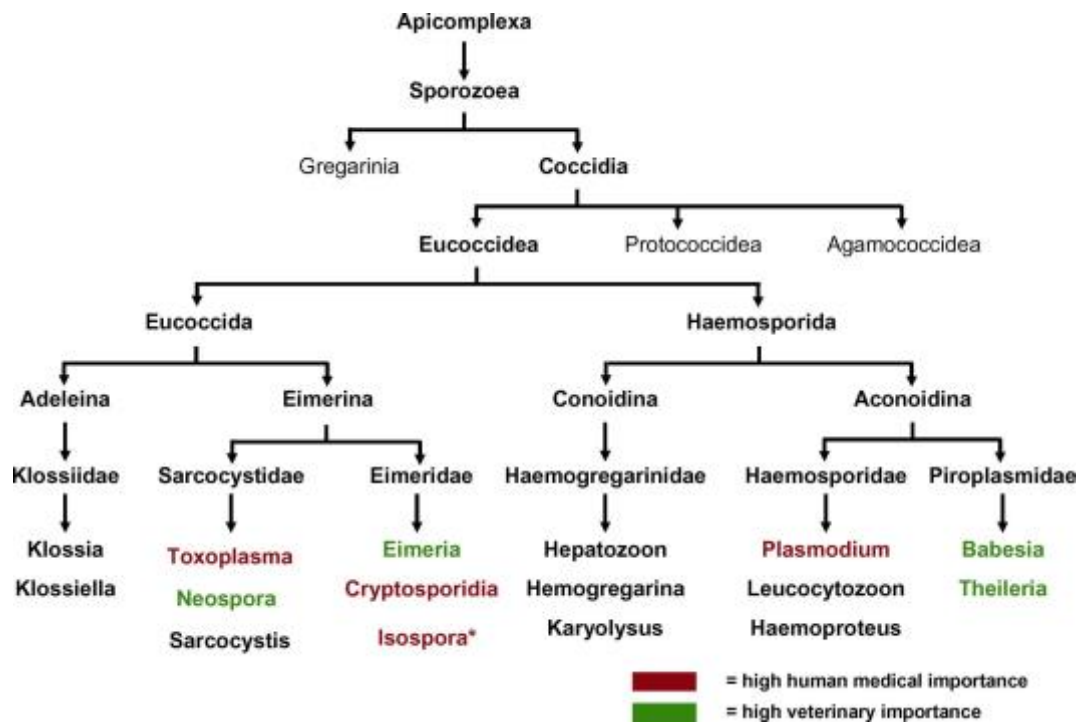 Apicomplexa
Sporozoea
Gregarinia Coccidia
Eucoccidea Protococcidea Agamococcidea
Eucoccida Haemosporida
Adeleina Eimerina Conoidina Aconoidina
Klossiidae Sarcocystidae Eimeridae Haemogregarinidae Haemosporidae Piroplasmidae
Klossia Toxoplasma Eimeria Hepatozoon Plasmodium Babesia
Klossiella Neospora Cryptosporidia Hemogregarina Leucocytozoon Theileria
Sarcocystis Isospora* Karyolysus Haemoproteus
= high human medical importance
= high veterinary importance